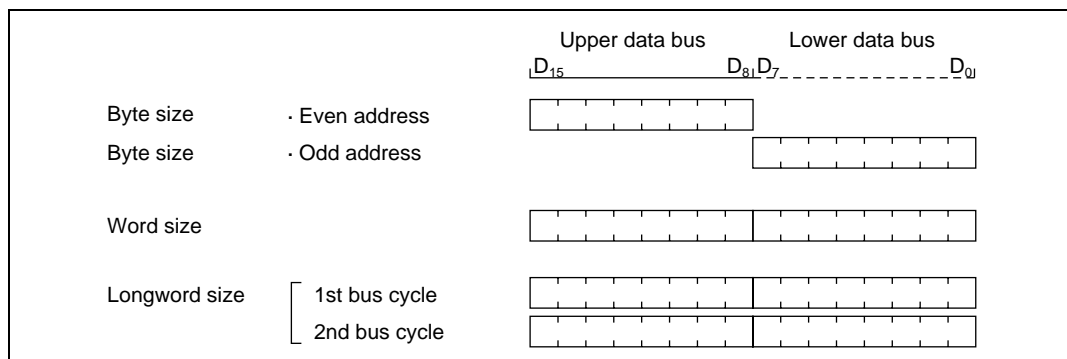 Upper data bus Lower data bus
D15 D8 D7 D0
Byte size · Even address
Byte size · Odd address
Word size
Longword size 1st bus cycle
2nd bus cycle